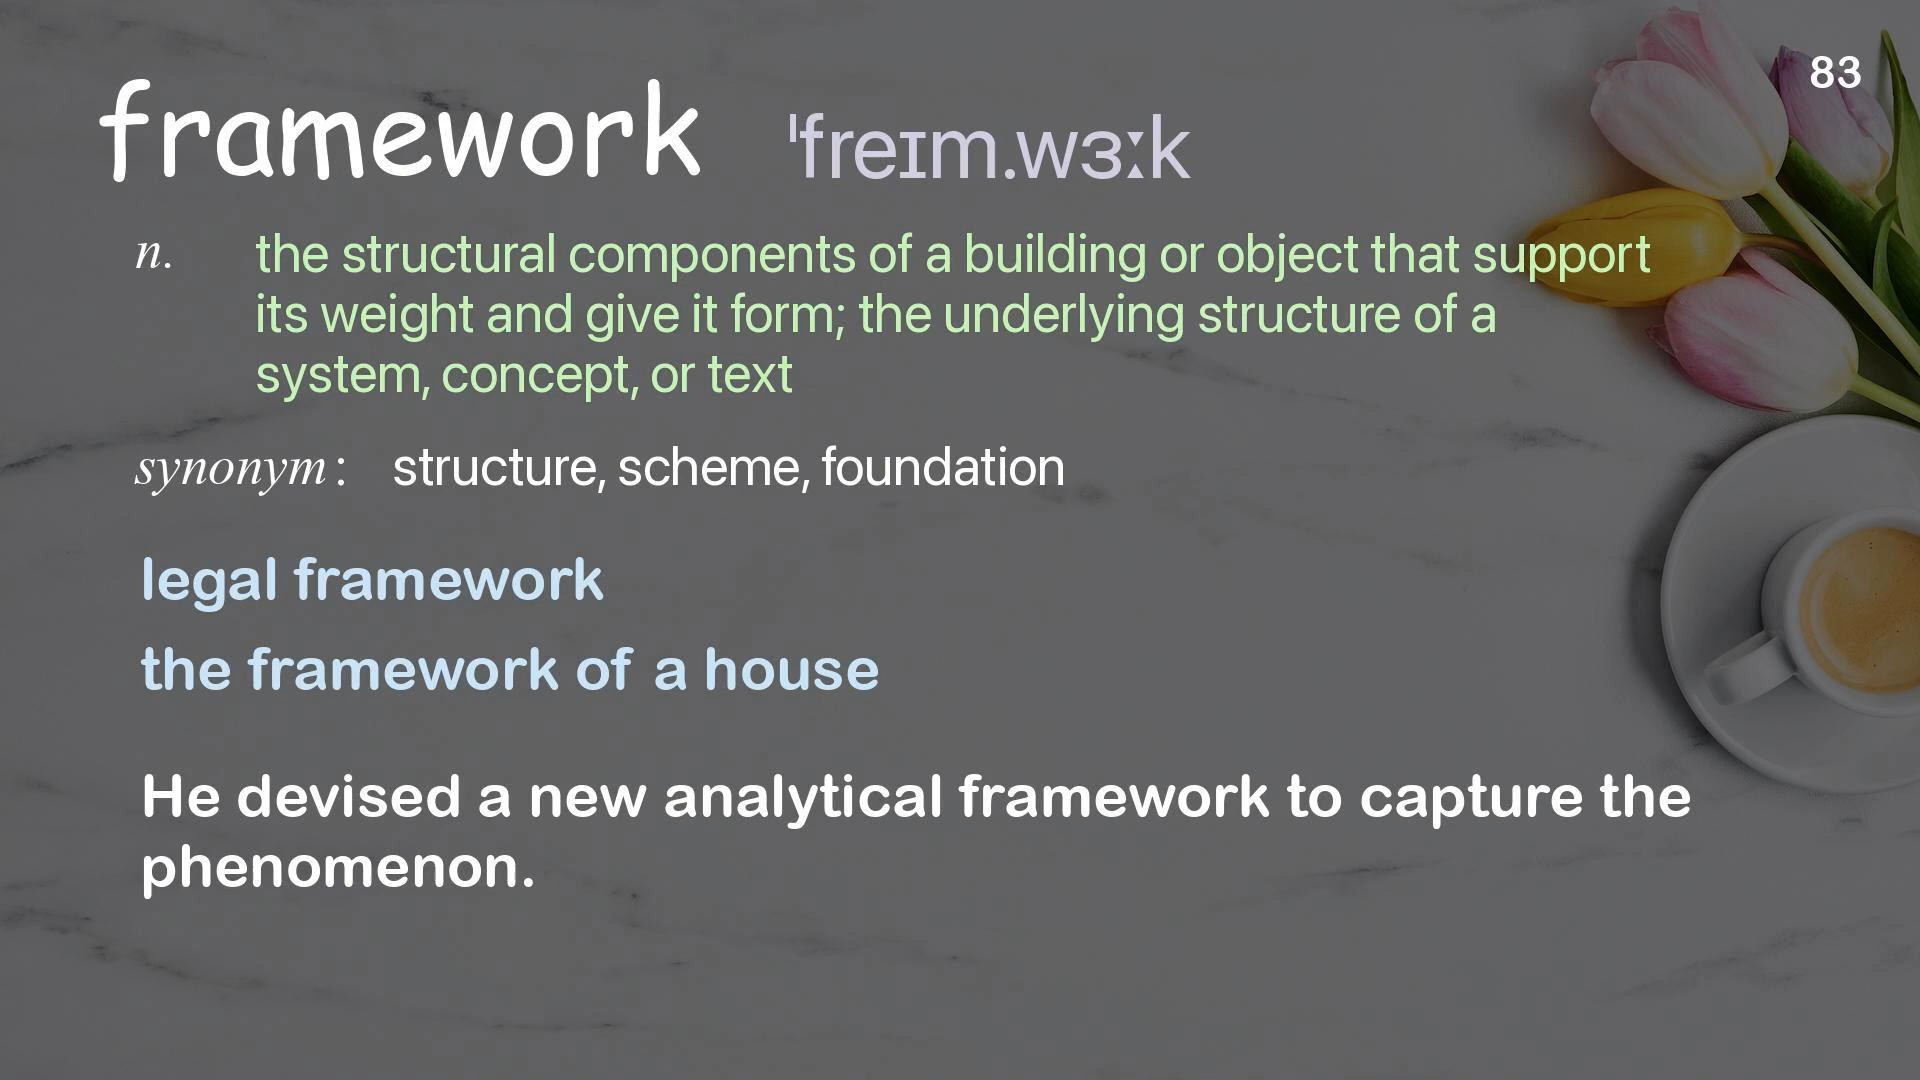 83
framework ˈfreɪm.wɜːk
n. the structural components of a building or object that support
its weight and give it form; the underlying structure of a
system, concept, or text
synonym: structure, scheme, foundation
legal framework
the framework of a house
He devised a new analytical framework to capture the
phenomenon.